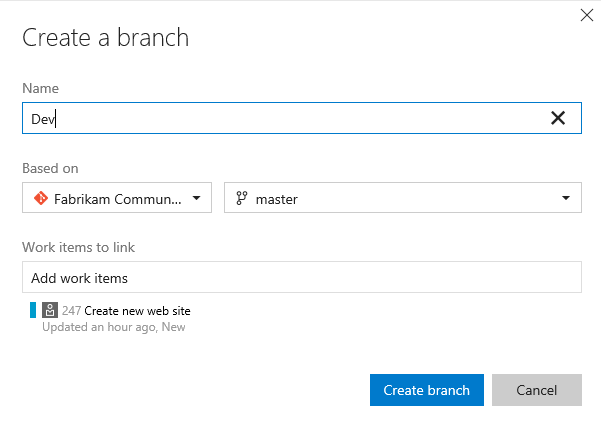 Create a branch
Name
Dev
Based on
Fabrikam Commun... master
Work items to link
Add work items
247 Create new web site
Updated an hour ago, New
Create branch Cancel